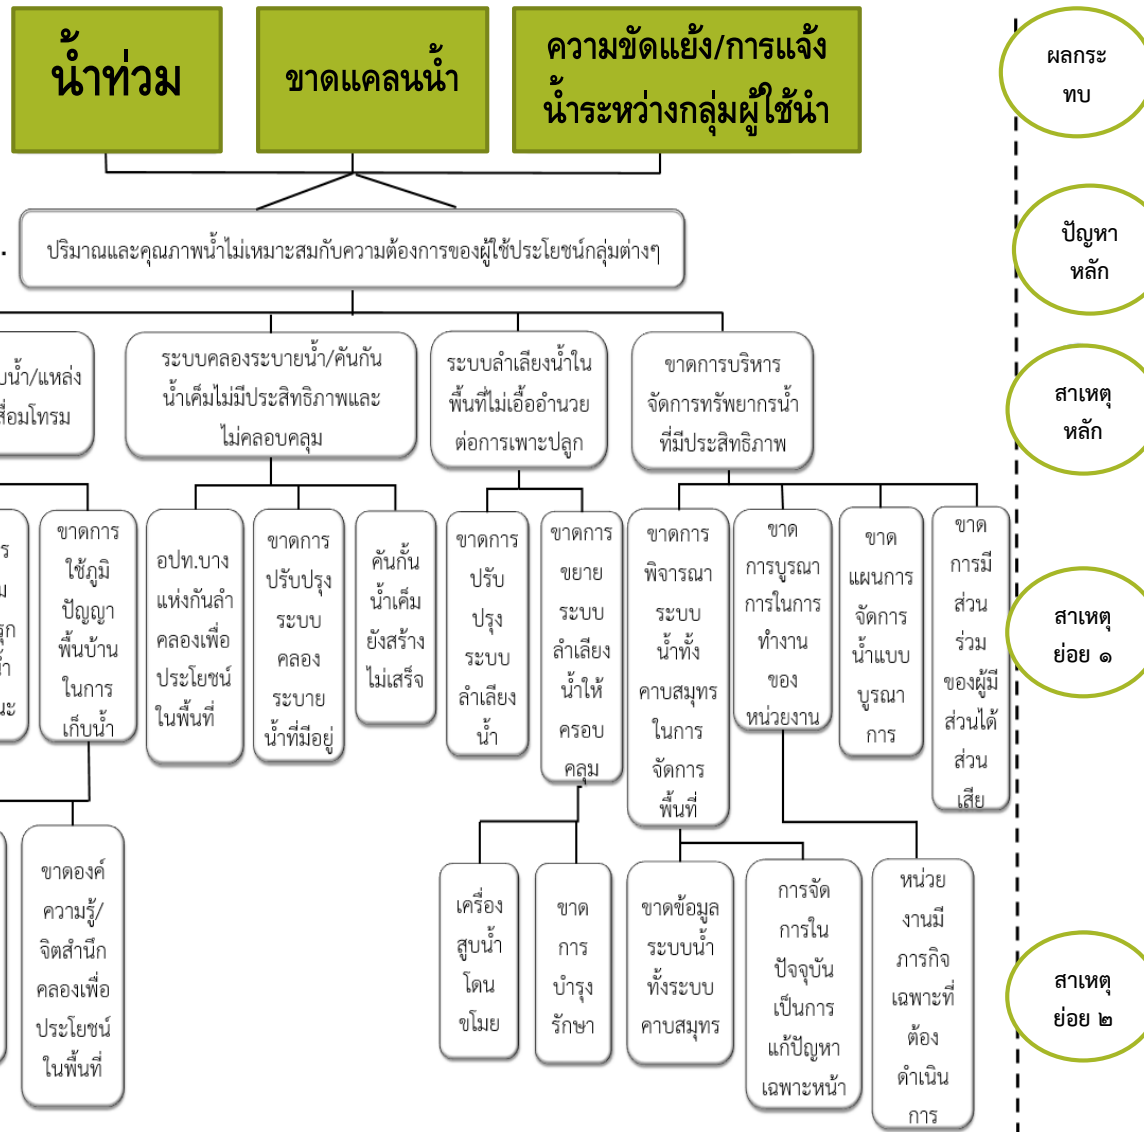 น้ำท่วม
ขาดแคลนน้ำ
ความขัดแย้ง/การแจ้ง
น้ำระหว่างกลุ่มผู้ใช้นำ
ผลกระ
ทบ
ปริมาณและคุณภาพน้ำไม่เหมาะสมกับความต้องการของผู้ใช้ประโยชน์กลุ่มต่างๆ
ปัญหา
หลัก
บน้ำ/แหล่ง
สื่อมโทรม
ระบบคลองระบายน้ำ/คันกัน
น้ำเค็มไม่มีประสิทธิภาพและ
ไม่คลอบคลุม
ระบบลำเลียงน้ำใน
พื้นที่ไม่เอื้ออำนวย
ต่อการเพาะปลูก
ขาดการบริหาร
จัดการทรัพยากรน้ำ
ที่มีประสิทธิภาพ
สาเหตุ
หลัก
ขาดการ
ใช้ภูมิ
ปัญญา
พื้นบ้าน
ในการ
เก็บน้ำ
อปท.บาง
แห่งกันลำ
คลองเพื่อ
ประโยชน์
ในพื้นที่
ขาดการ
ปรับปรุง
ระบบ
คลอง
ระบาย
น้ำที่มีอยู่
คันกั้น
น้ำเค็ม
ยังสร้าง
ไม่เสร็จ
ขาดการ
ปรับ
ปรุง
ระบบ
ลำเลียง
น้ำ
ขาดการ
ขยาย
ระบบ
ลำเลียง
น้ำให้
ครอบ
คลุม
ขาดการ
พิจารณา
ระบบ
น้ำทั้ง
คาบสมุทร
ในการ
จัดการ
พื้นที่
ขาด
การบูรณา
การในการ
ทำงาน
ของ
หน่วยงาน
ขาด
แผนการ
จัดการ
น้ำแบบ
บูรณา
การ
ขาด
การมี
ส่วน
ร่วม
ของผู้มี
ส่วนได้
ส่วน
เสีย
สาเหตุ
ย่อย ๑
ขาดองค์
ความรู้/
จิตสำนึก
คลองเพื่อ
ประโยชน์
ในพื้นที่
เครื่อง
สูบน้ำ
โดน
ขโมย
ขาด
การ
บำรุง
รักษา
ขาดข้อมูล
ระบบน้ำ
ทั้งระบบ
คาบสมุทร
การจัด
การใน
ปัจจุบัน
เป็นการ
แก้ปัญหา
เฉพาะหน้า
หน่วย
งานมี
ภารกิจ
เฉพาะที่
ต้อง
ดำเนิน
การ
สาเหตุ
ย่อย ๒